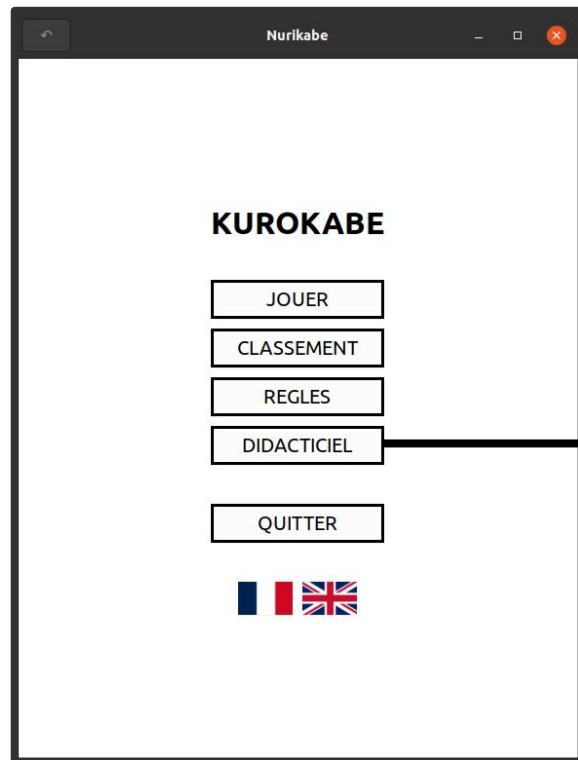 Nurikabe
KUROKABE
JOUER
CLASSEMENT
REGLES
DIDACTICIEL
QUITTER